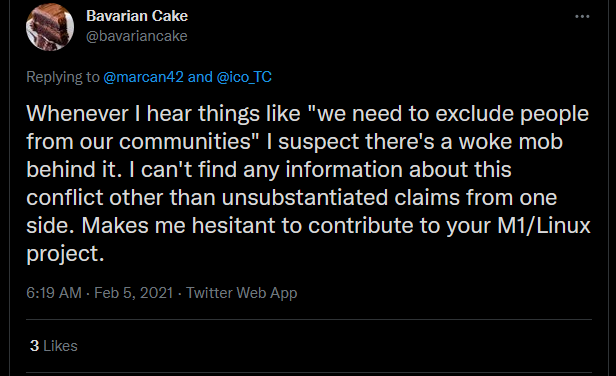 Bavarian Cake
@bavariancake
Replying to @marcan42 and @ico_TC
Whenever I hear things like "we need to exclude people
from our communities" I suspect there's a woke mob
behind it. I can't find any information about this
conflict other than unsubstantiated claims from one
side. Makes me hesitant to contribute to your M1/Linux
project.
6:19 AM · Feb 5, 2021 · Twitter Web App
3 Likes